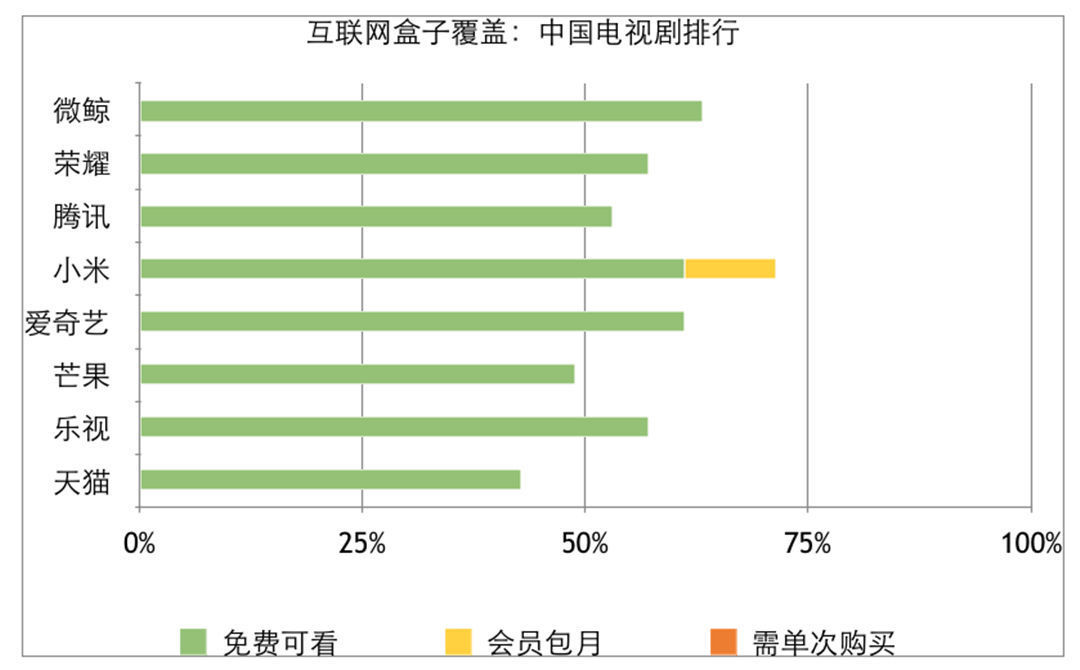 互联网盒子覆盖：中国电视剧排行
微鲸
荣耀
腾讯
小米
爱奇艺
芒果
乐视
天猫
0% 25% 50% 75% 100%
免费可看 会员包月 需单次购买